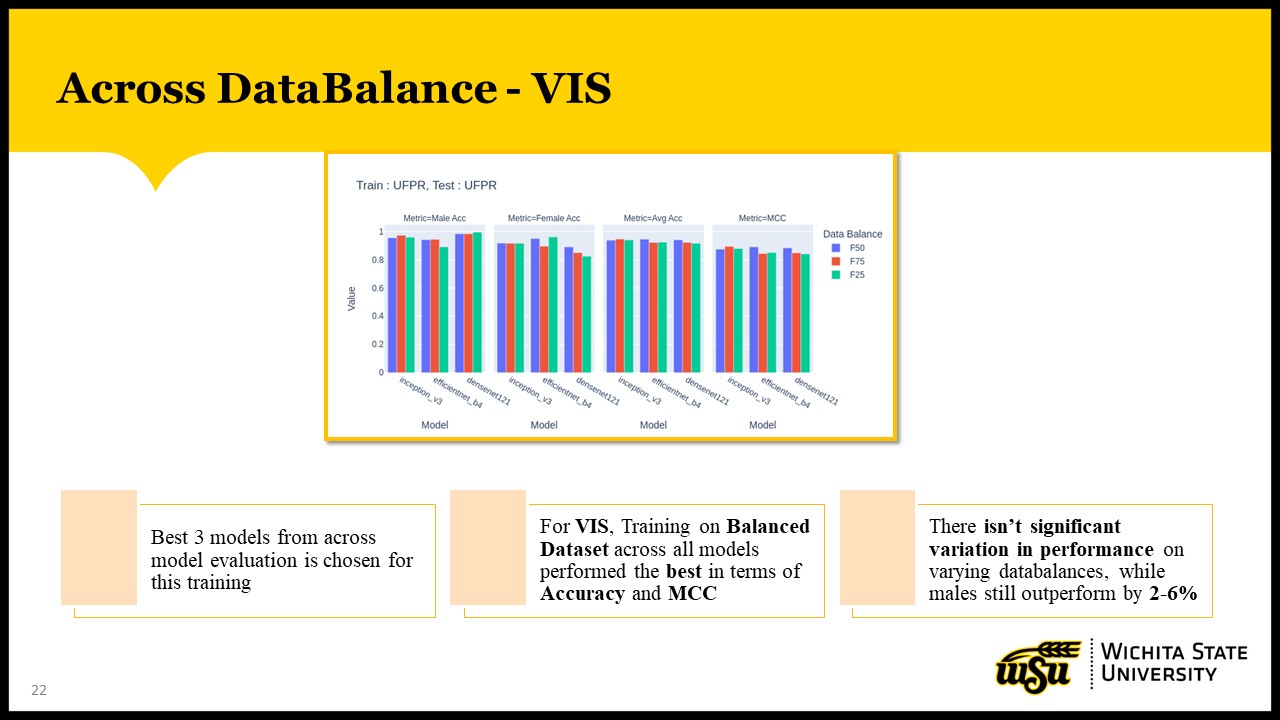 Across DataBalance - VIS
Train : UFPR, Test : UFPR
Metric=Male Acc
Metric=Female Acc
Metric=Avg Acc
Metric=MCC
Data Balance
F50
F75
F25
Value
1
0.8
0.6
0.4
0.2
0
inception_v3
efficientnet_b4
densenet121
inception_v3
efficientnet_b4
densenet121
inception_v3
efficientnet_b4
densenet121
inception_v3
efficientnet_b4
densenet121
Model
Model
Model
Model
Best 3 models from across
model evaluation is chosen for
this training
For VIS, Training on Balanced
Dataset across all models
performed the best in terms of
Accuracy and MCC
There isn’t significant
variation in performance on
varying databalances, while
males still outperform by 2-6%
WSU
WICHITA STATE
UNIVERSITY
22